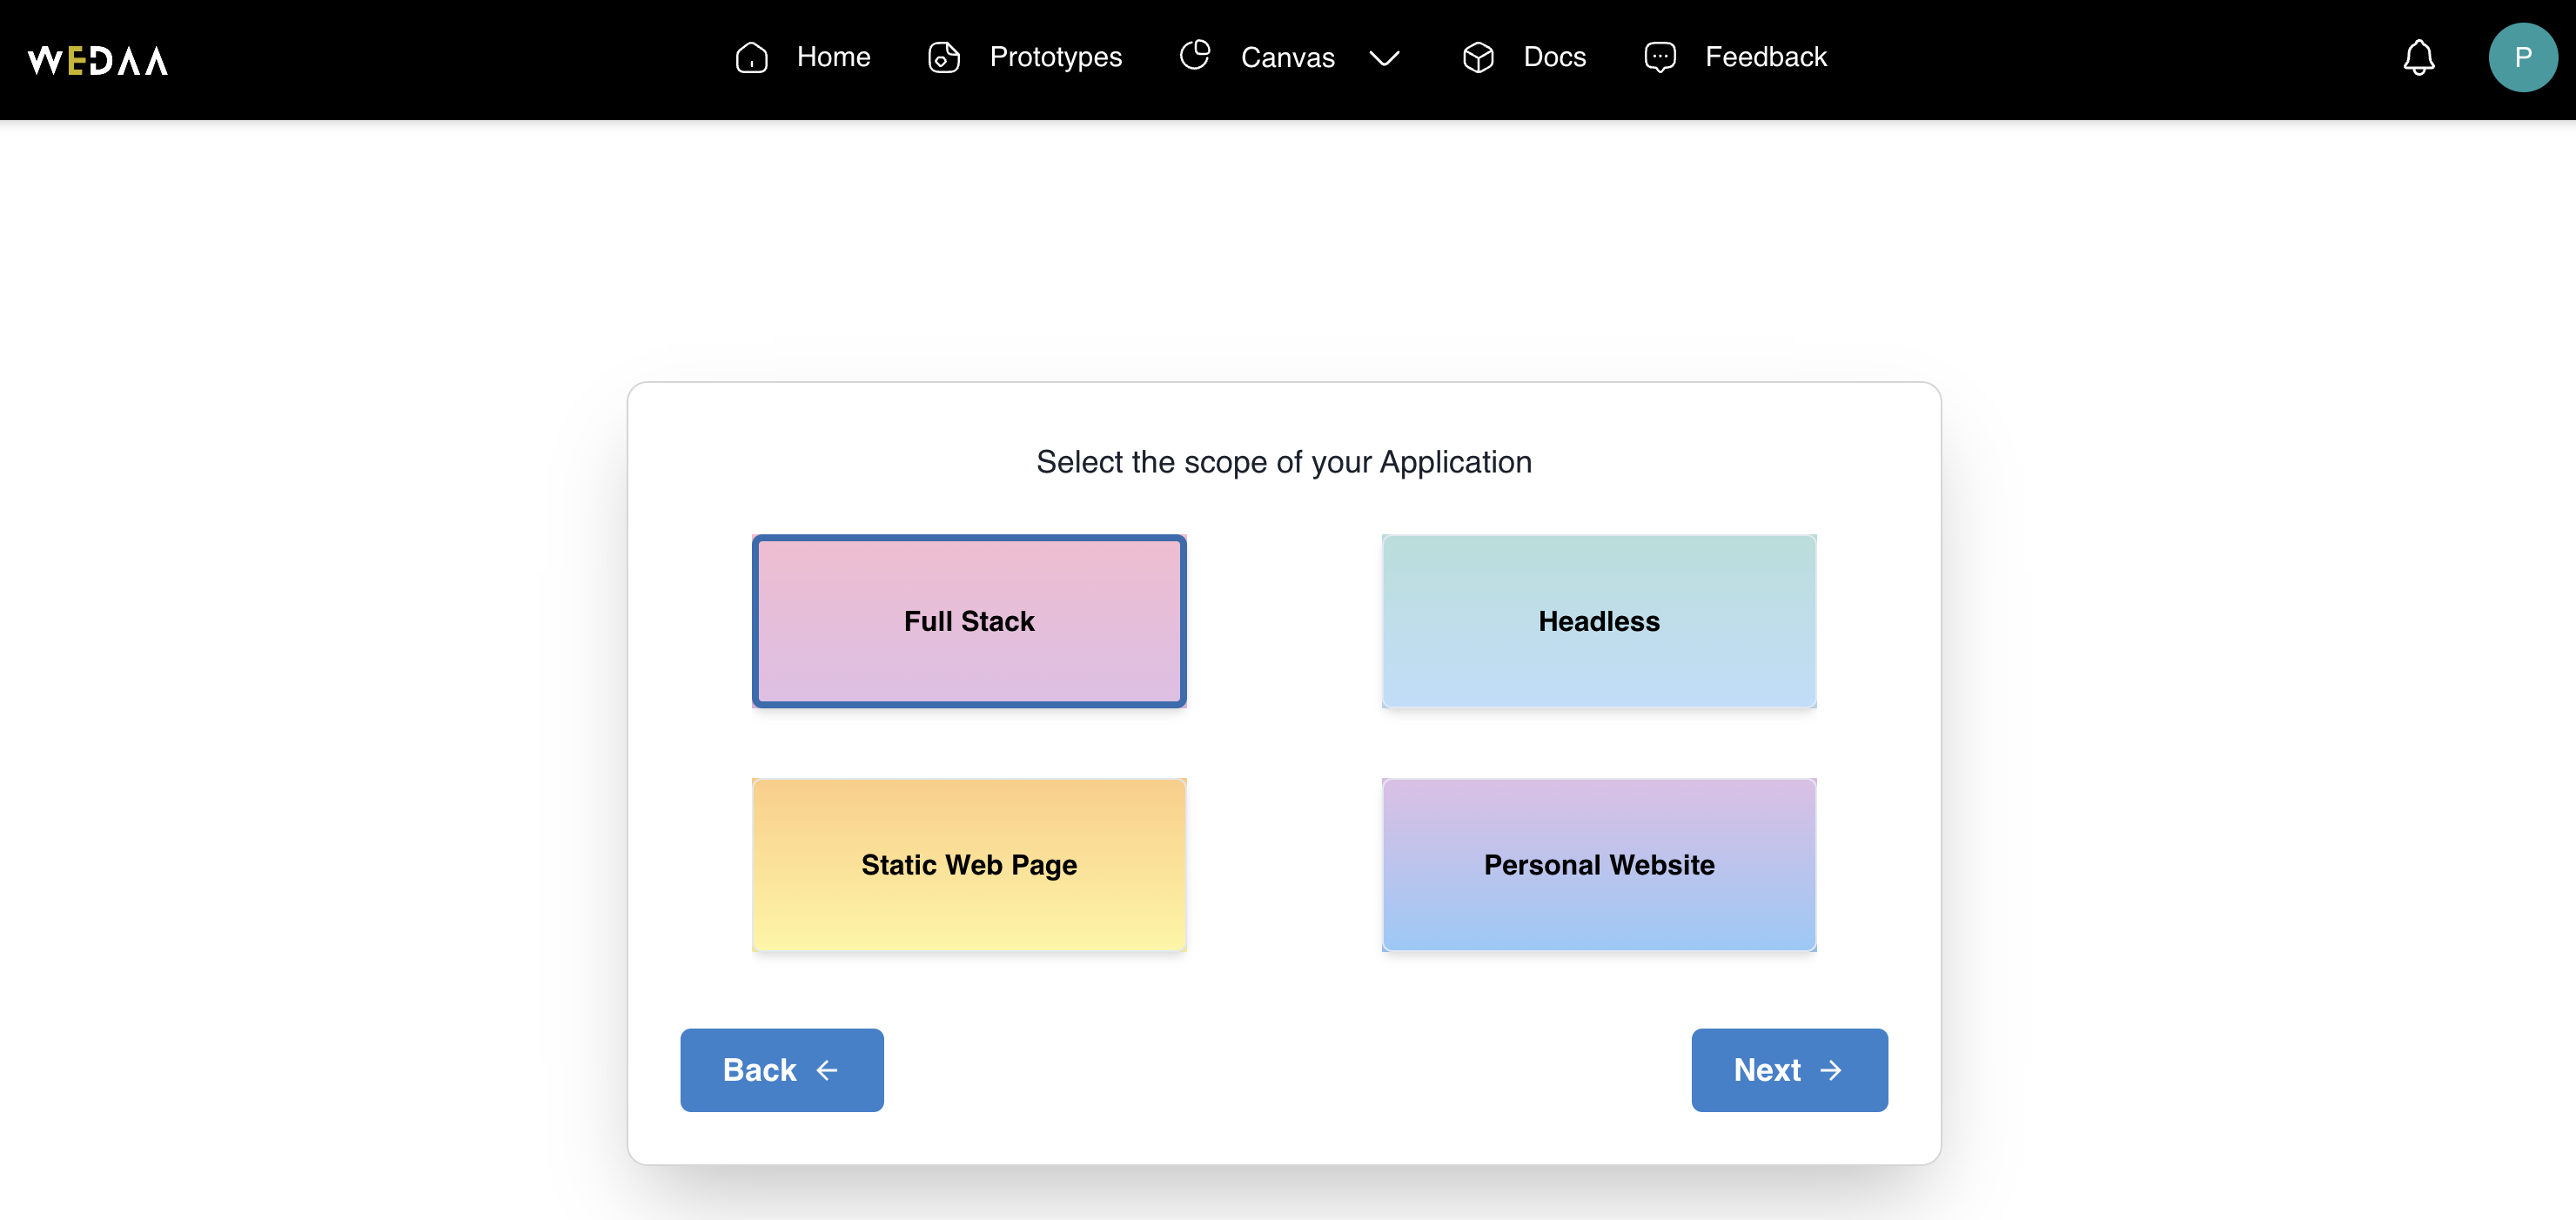 WEDAA
Home Prototypes Canvas Docs Feedback
P
Select the scope of your Application
Full Stack
Headless
Static Web Page
Personal Website
Back
Next